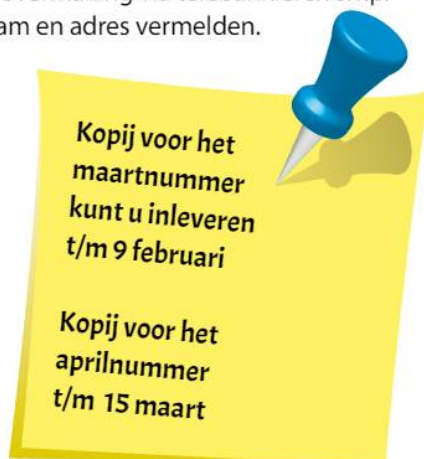 am en adres vermelden.
Kopij voor het
maartnummer
kunt u inleveren
t/m 9 februari
Kopij voor het
aprilnummer
t/m 15 maart